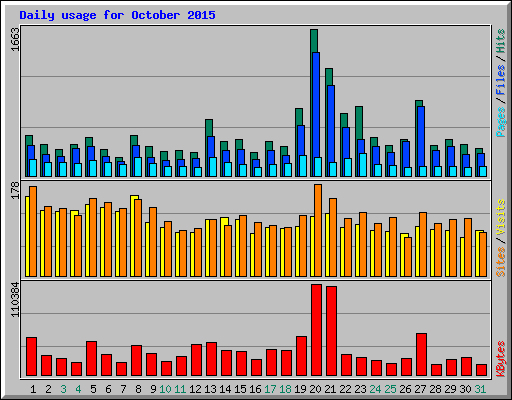 Daily usage for October 2015
1663
Pages / Files / Hits
178
Sites / Visits
110384
KBytes
1 2 3 4 5 6 7 8 9 10 11 12 13 14 15 16 17 18 19 20 21 22 23 24 25 26 27 28 29 30 31